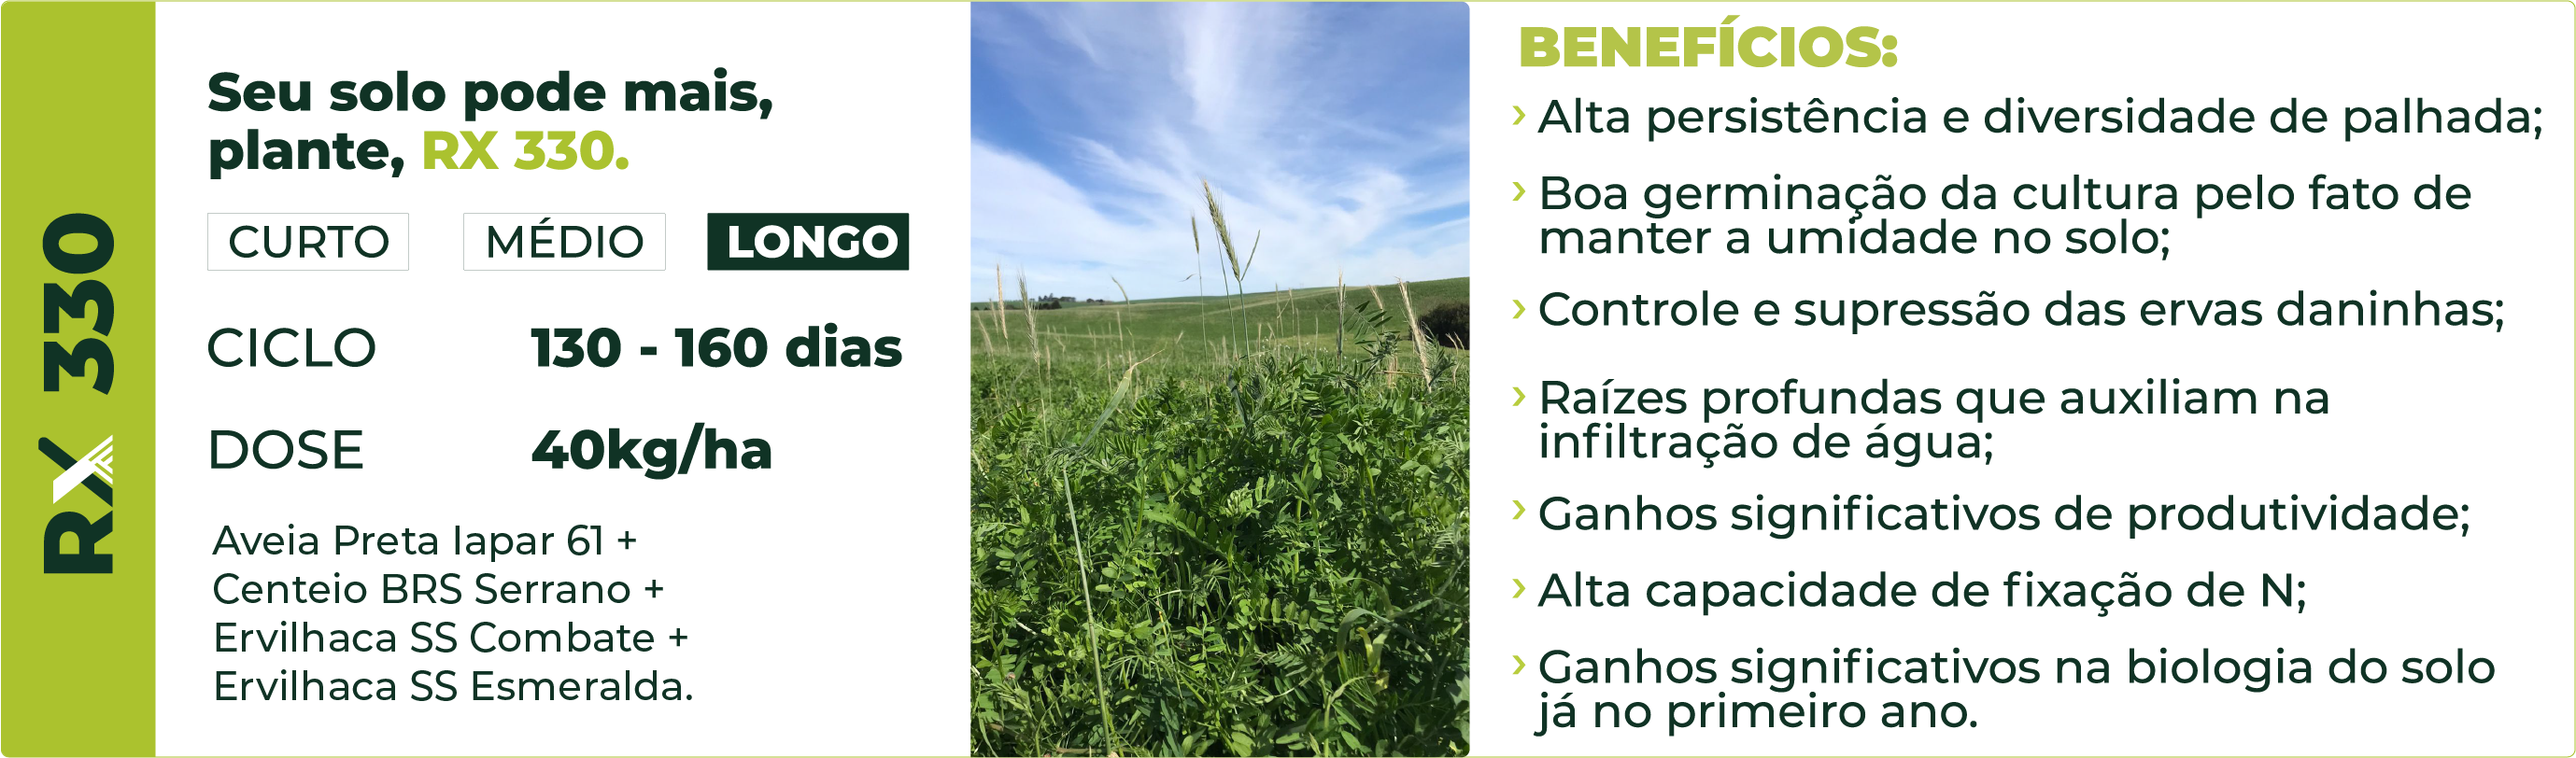 RX 330
Seu solo pode mais,
plante, RX 330.
CURTO MÉDIO LONGO
CICLO 130 - 160 dias
DOSE 40kg/ha
Aveia Preta Iapar 61 +
Centeio BRS Serrano +
Ervilhaca SS Combate +
Ervilhaca SS Esmeralda.
BENEFÍCIOS:
› Alta persistência e diversidade de palhada;
› Boa germinação da cultura pelo fato de
manter a umidade no solo;
› Controle e supressão das ervas daninhas;
› Raízes profundas que auxiliam na
infiltração de água;
› Ganhos significativos de produtividade;
› Alta capacidade de fixação de N;
› Ganhos significativos na biologia do solo
já no primeiro ano.